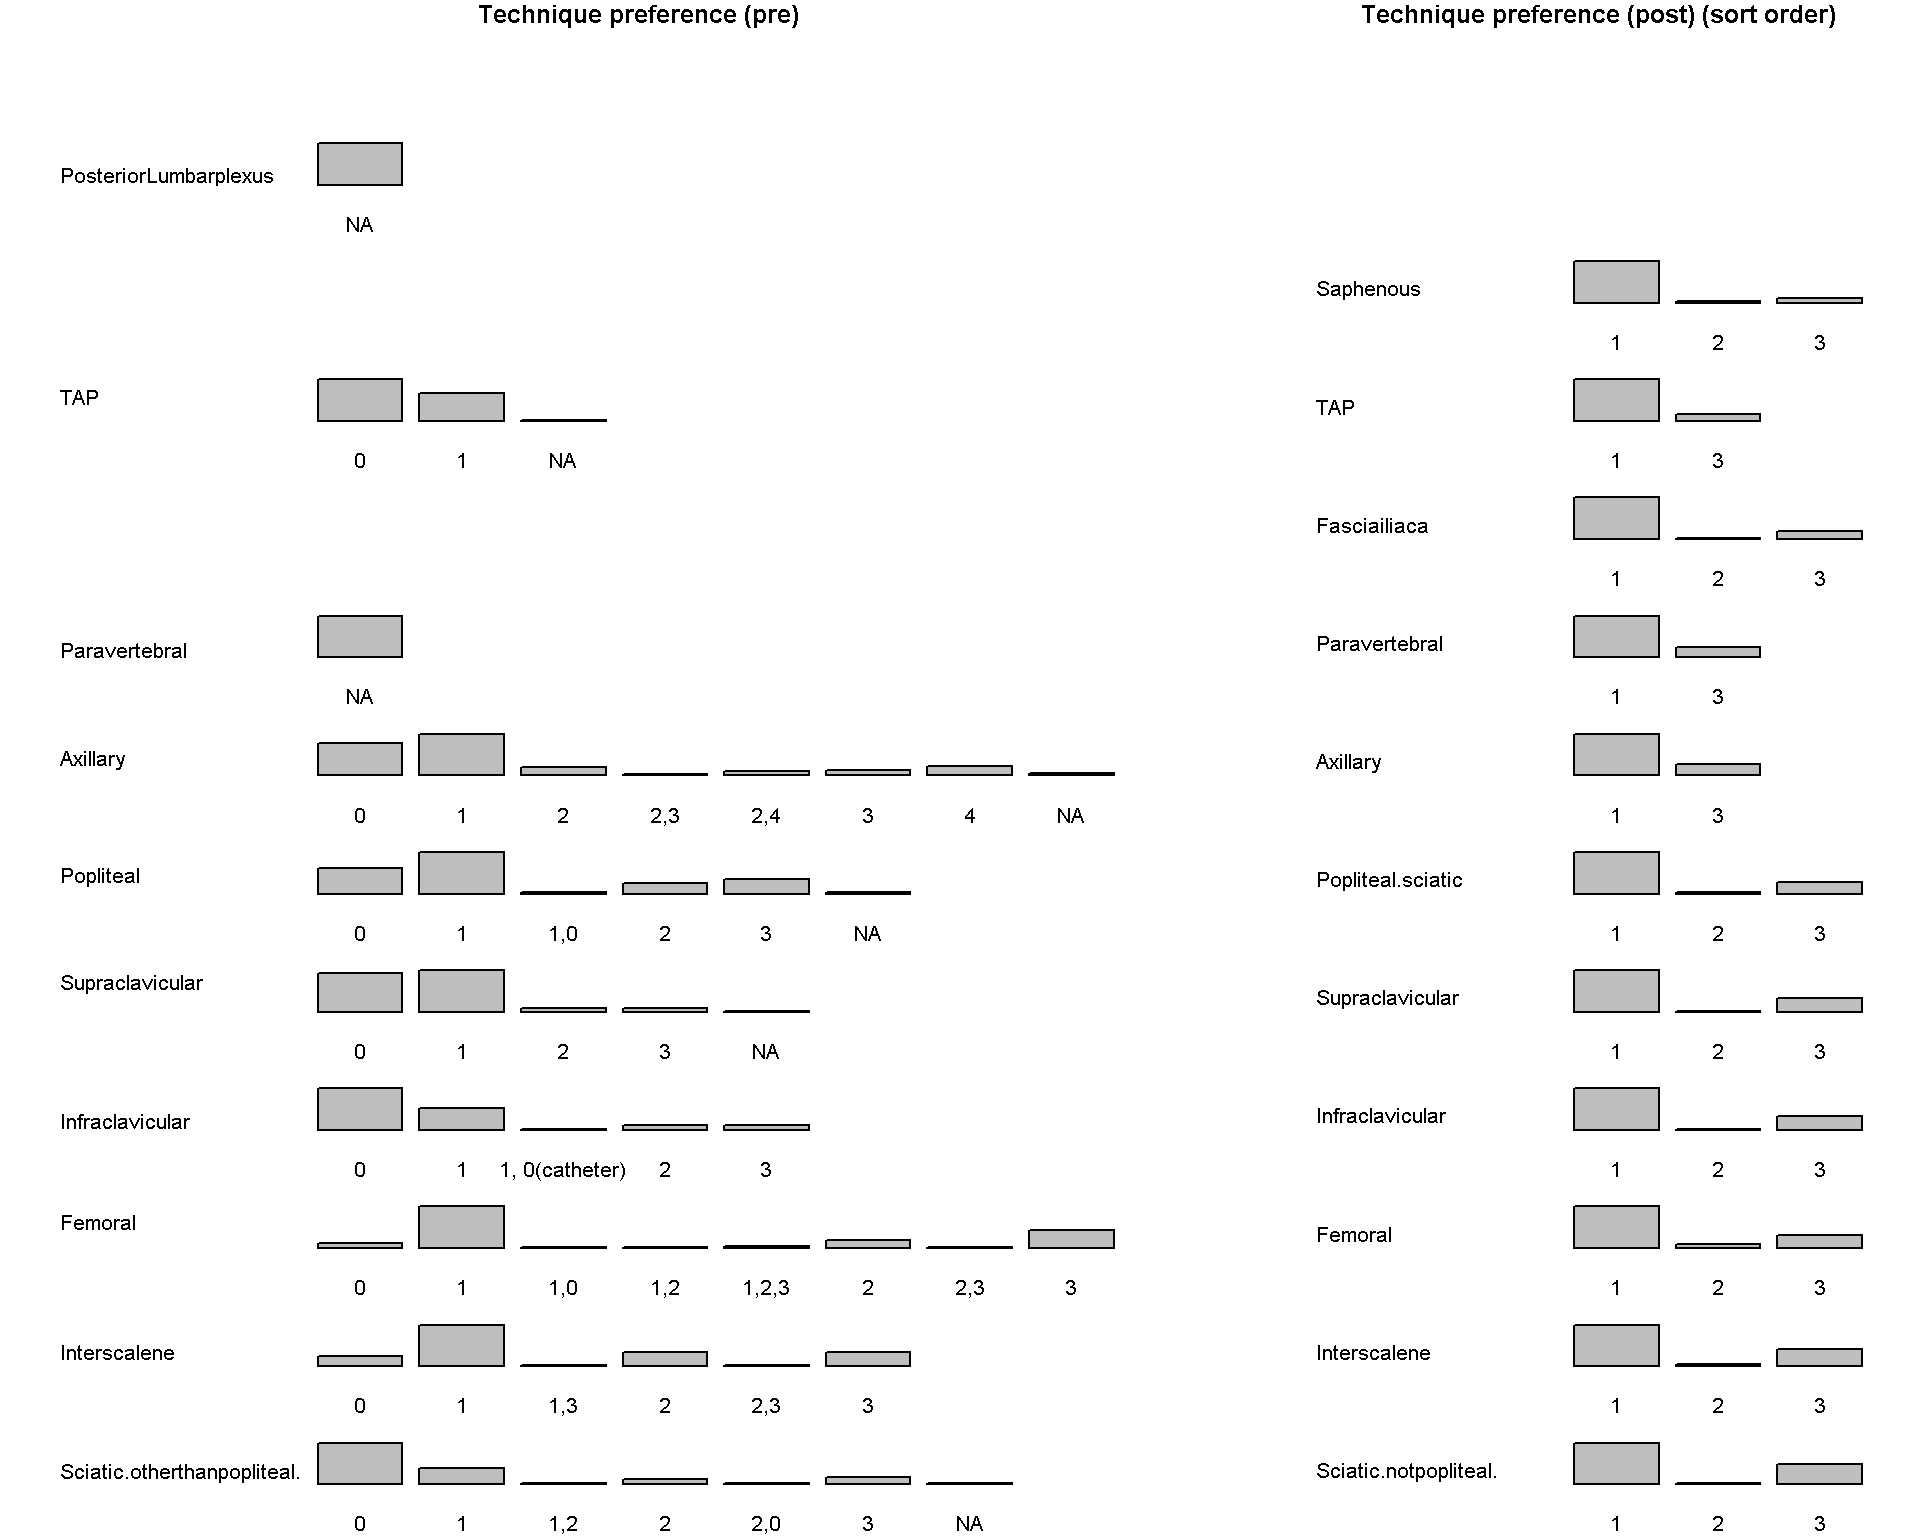 Technique preference (pre)
Technique preference (post) (sort order)
PosteriorLumbarplexus
NA
Saphenous
1 2 3
TAP
0 1 NA
TAP
1 3
Fasciailiaca
1 2 3
Paravertebral
NA
Paravertebral
1 3
Axillary
0 1 2 2,3 2,4 3 4 NA
Axillary
1 3
Popliteal
0 1 1,0 2 3 NA
Popliteal.sciatic
1 2 3
Supraclavicular
0 1 2 3 NA
Supraclavicular
1 2 3
Infraclavicular
0 1 1, 0(catheter) 2 3
Infraclavicular
1 2 3
Femoral
0 1 1,0 1,2 1,2,3 2 2,3 3
Femoral
1 2 3
Interscalene
0 1 1,3 2 2,3 3
Interscalene
1 2 3
Sciatic.otherthanpopliteal.
0 1 1,2 2 2,0 3 NA
Sciatic.notpopliteal.
1 2 3